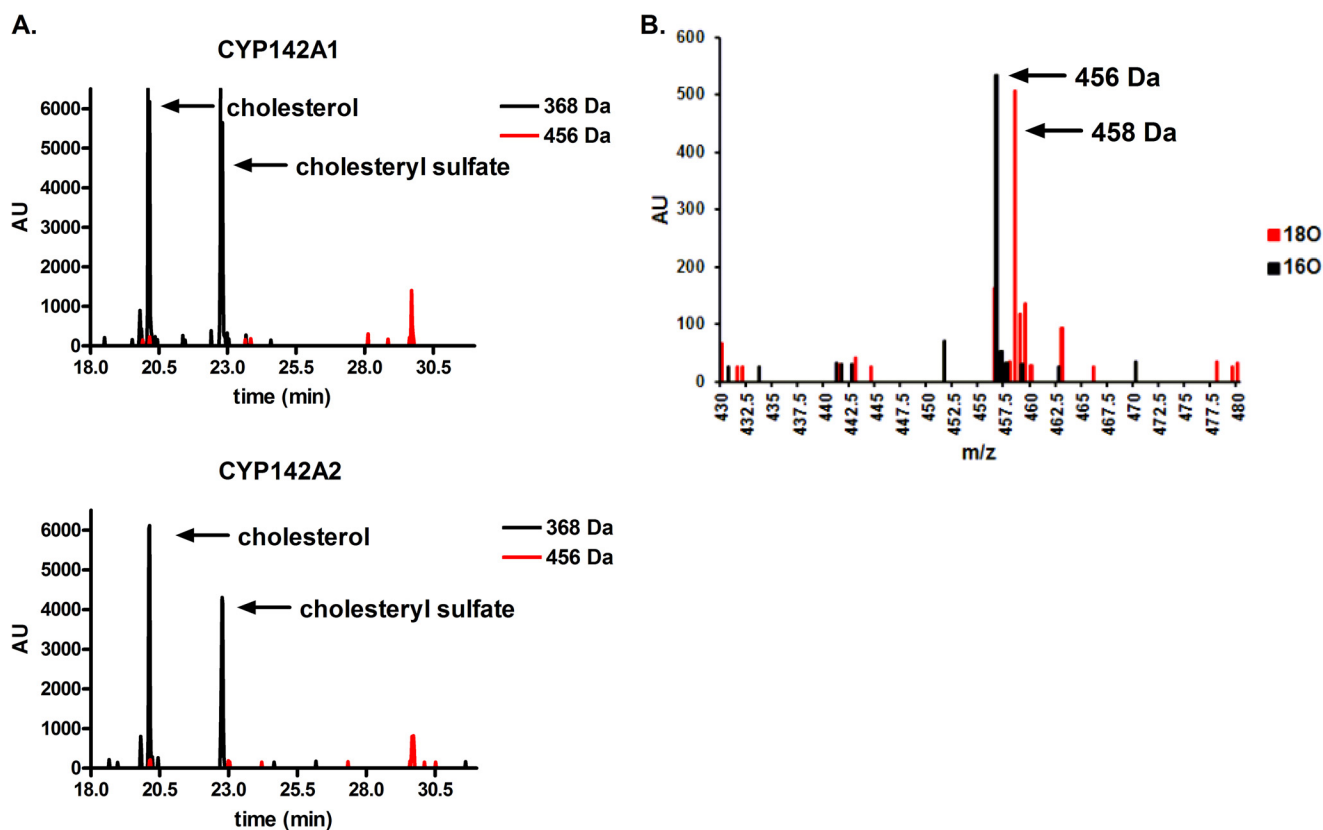 A.
CYP142A1
6000
5000
4000
3000
2000
1000
0
AU
cholesterol
cholesteryl sulfate
368 Da
456 Da
18.0 20.5 23.0 25.5 28.0 30.5
time (min)
CYP142A2
6000
5000
4000
3000
2000
1000
0
AU
cholesterol
cholesteryl sulfate
368 Da
456 Da
18.0 20.5 23.0 25.5 28.0 30.5
time (min)
B.
600
500
400
300
200
100
0
AU
456 Da
458 Da
18O
16O
430 432.5 435 437.5 440 442.5 445 447.5 450 452.5 455 457.5 460 462.5 465 467.5 470 472.5 475 477.5 480
m/z